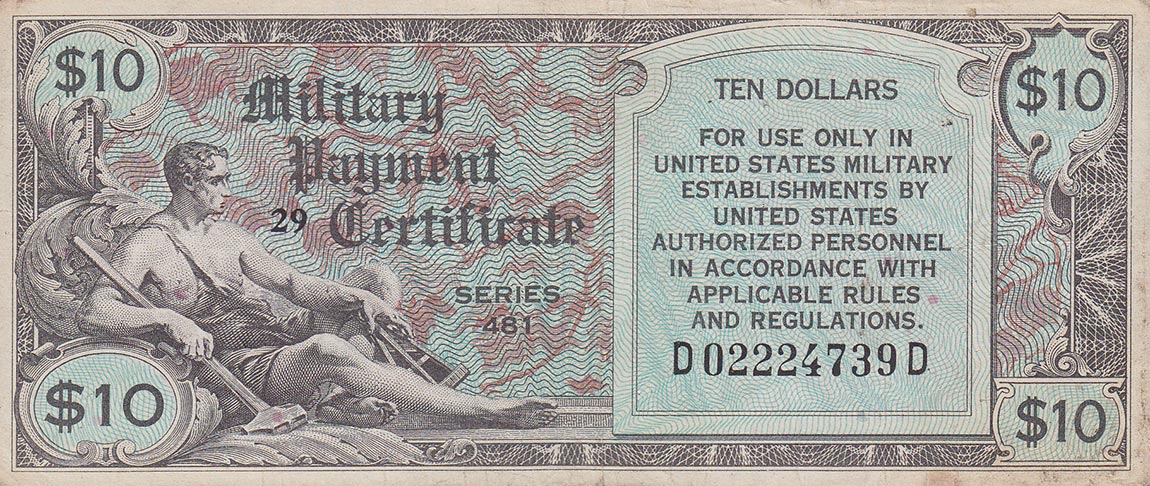 $10
Military
Payment
29 Certificate
SERIES
481
$10
TEN DOLLARS
FOR USE ONLY IN
UNITED STATES MILITARY
ESTABLISHMENTS BY
UNITED STATES
AUTHORIZED PERSONNEL
IN ACCORDANCE WITH
APPLICABLE RULES
AND REGULATIONS.
D02224739D
$10
$10